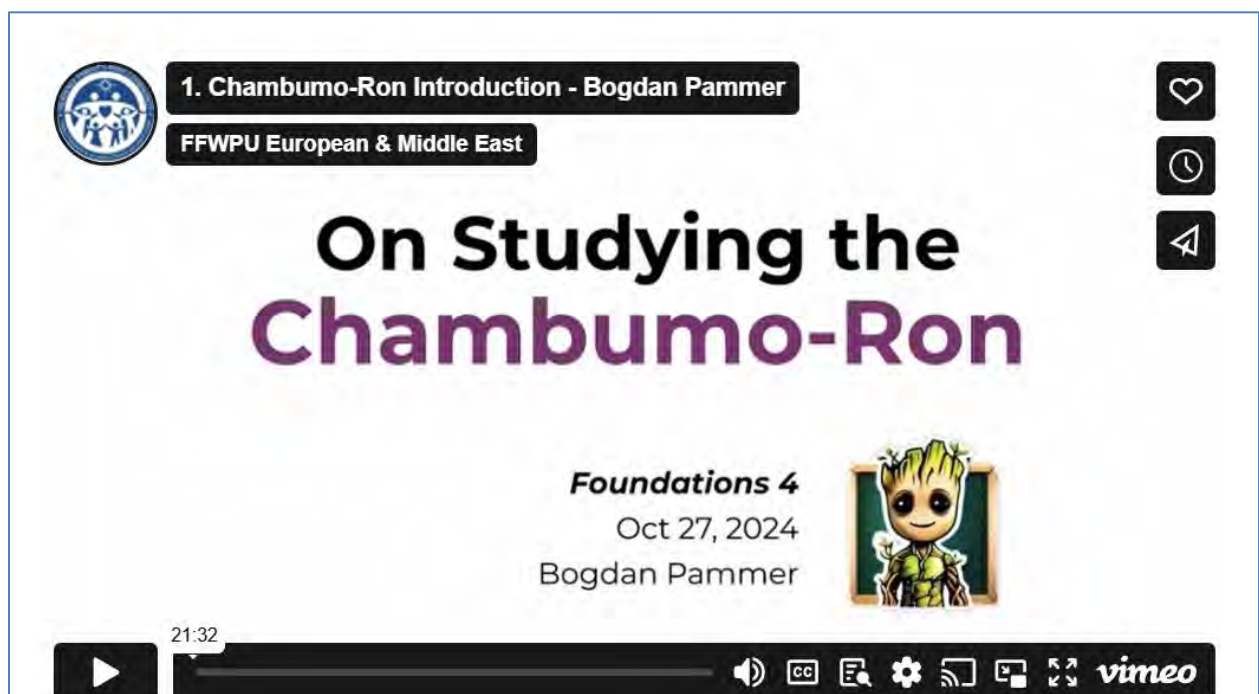 1. Chambumo-Ron Introduction - Bogdan Pammer
FFWPU European & Middle East
On Studying the
Chambumo-Ron
Foundations 4
Oct 27, 2024
Bogdan Pammer
21:32
CC
vimeo